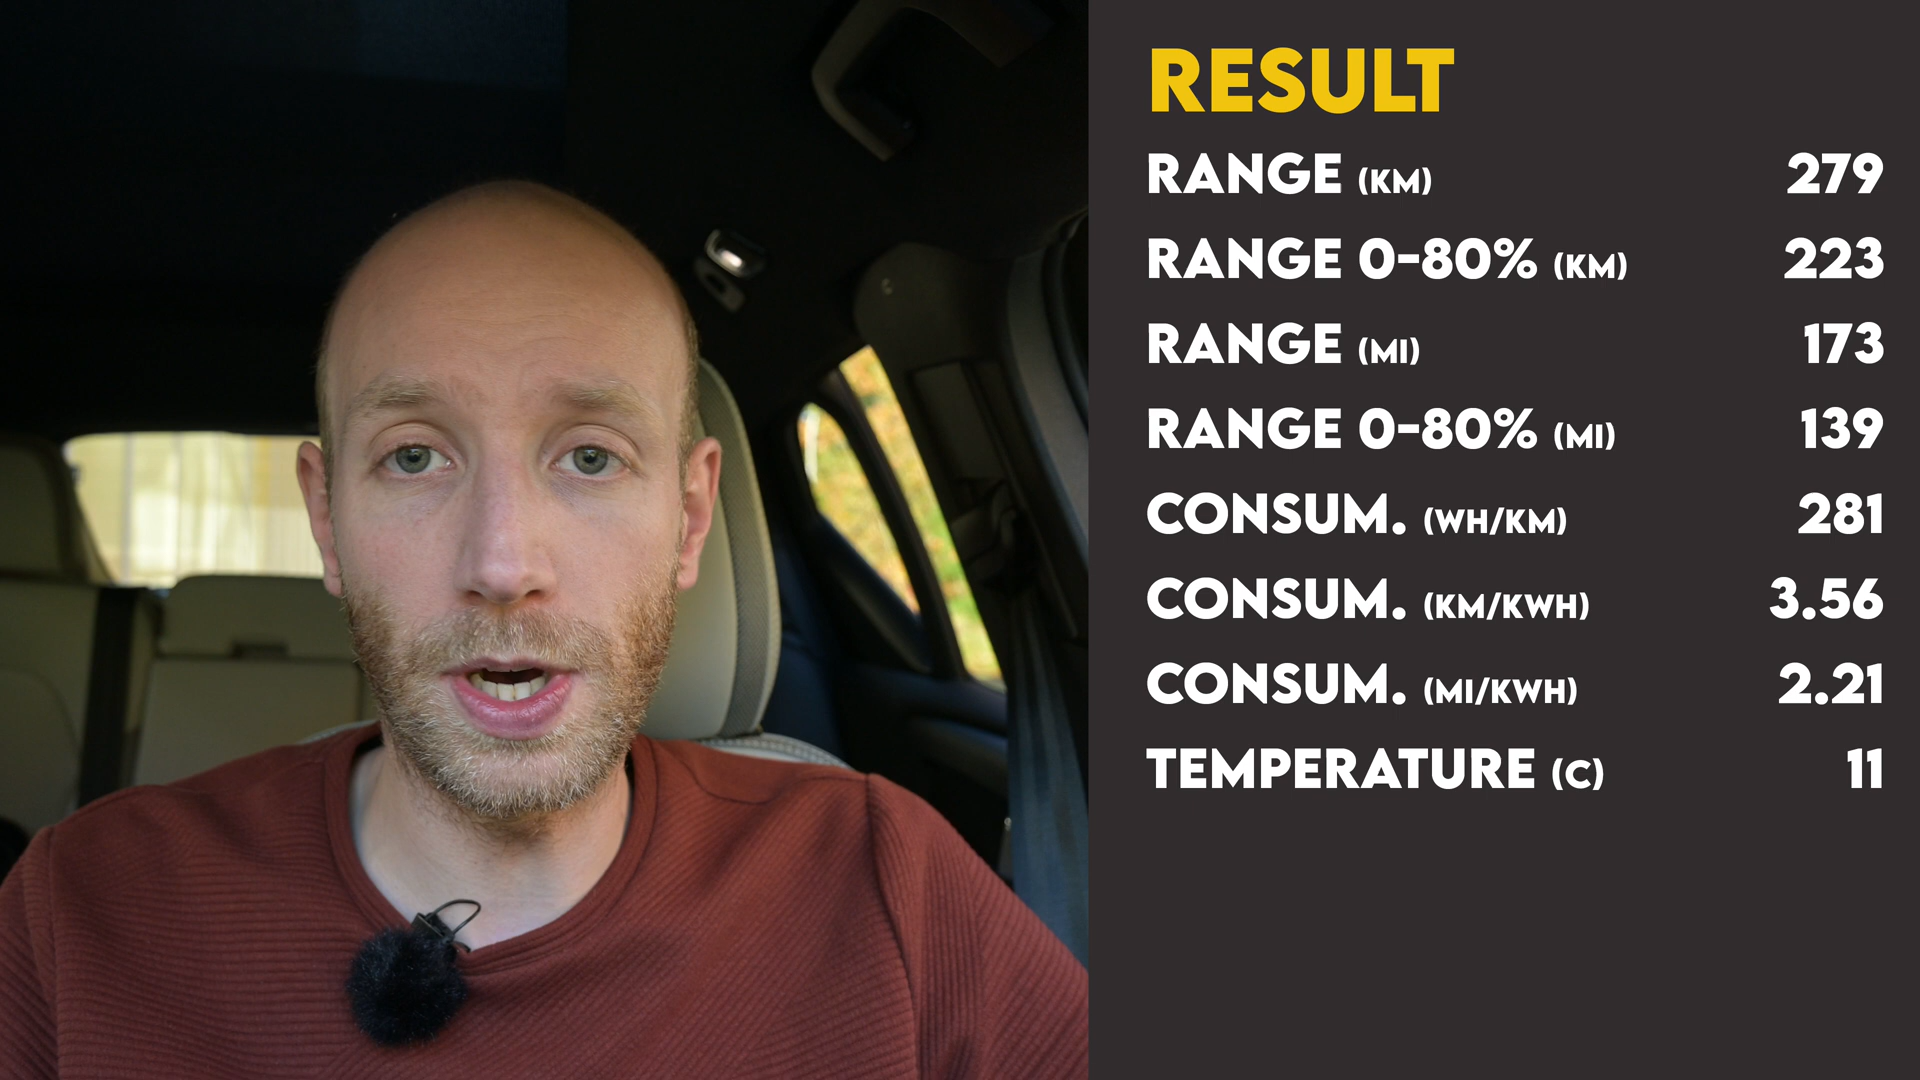 RESULT
RANGE (KM) 279
RANGE 0-80% (KM) 223
RANGE (MI) 173
RANGE 0-80% (MI) 139
CONSUM. (WH/KM) 281
CONSUM. (KM/KWH) 3.56
CONSUM. (MI/KWH) 2.21
TEMPERATURE (C) 11